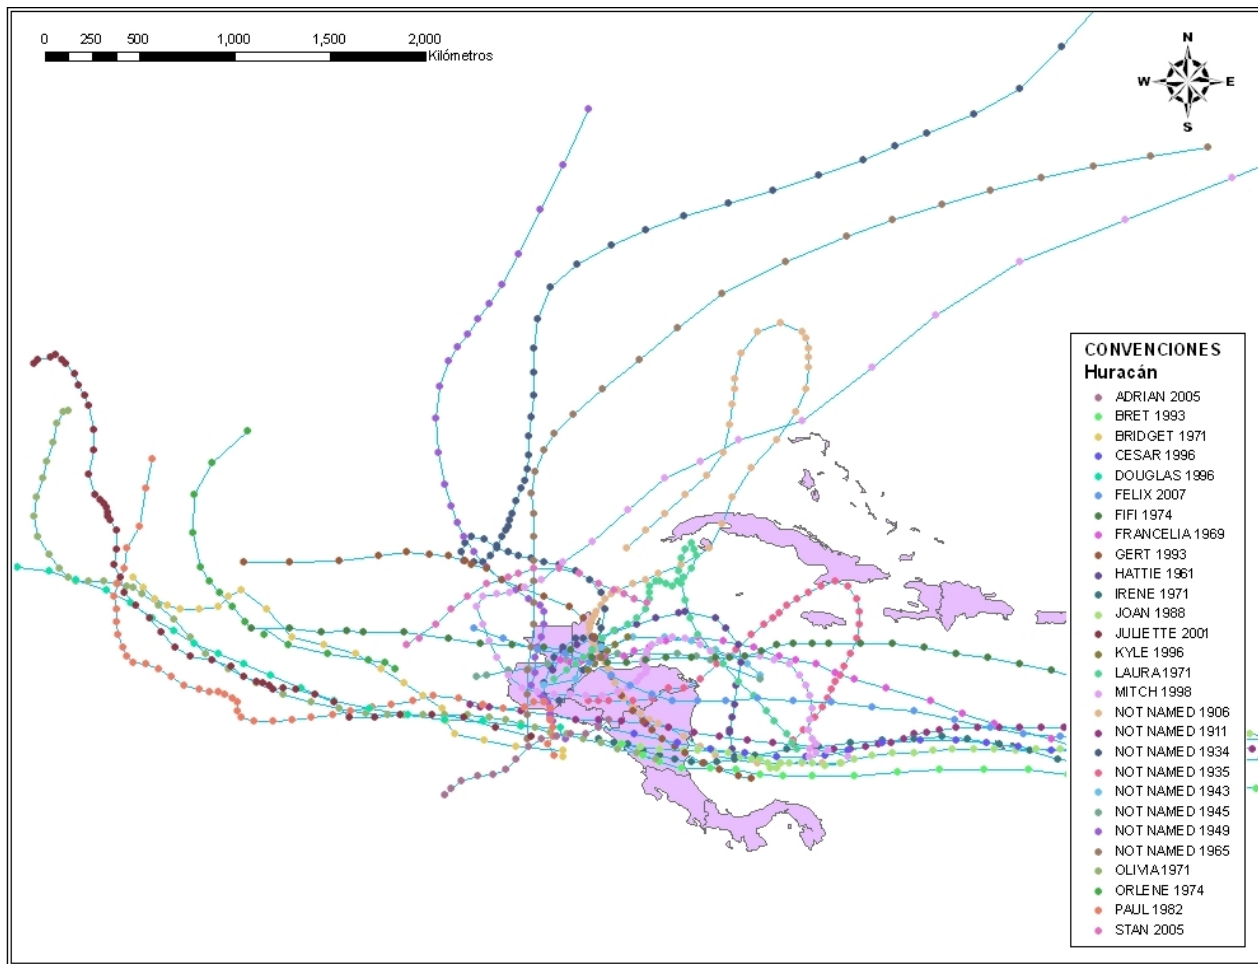 0 250 500 1,000 1,500 2,000
Kilómetros
N
W E
S
CONVENCIONES
Huracán
ADRIAN 2005
BRET 1993
BRIDGET 1971
CESAR 1996
DOUGLAS 1996
FELIX 2007
FIFI 1974
FRANCELIA 1969
GERT 1993
HATTIE 1961
IRENE 1971
JOAN 1988
JULIETTE 2001
KYLE 1996
LAURA 1971
MITCH 1998
NOT NAMED 1906
NOT NAMED 1911
NOT NAMED 1934
NOT NAMED 1935
NOT NAMED 1943
NOT NAMED 1945
NOT NAMED 1949
NOT NAMED 1965
OLIVIA 1971
ORLENE 1974
PAUL 1982
STAN 2005